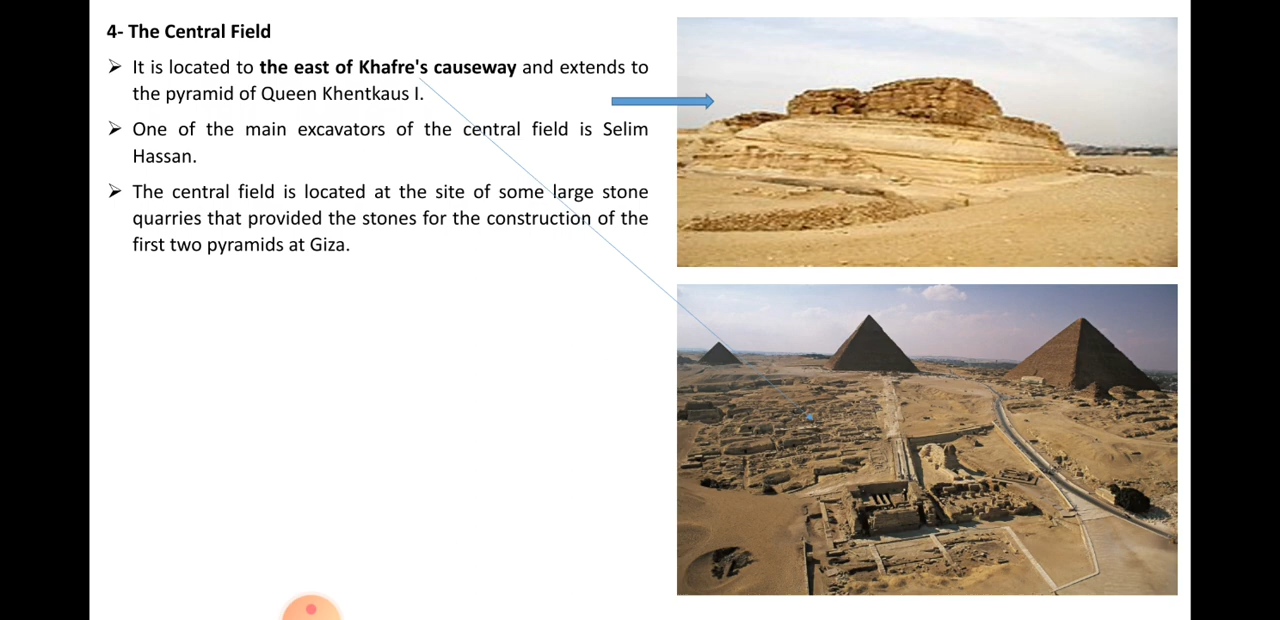 4- The Central Field
➢ It is located to the east of Khafre's causeway and extends to
the pyramid of Queen Khentkaus I.
➢ One of the main excavators of the central field is Selim
Hassan.
➢ The central field is located at the site of some large stone
quarries that provided the stones for the construction of the
first two pyramids at Giza.